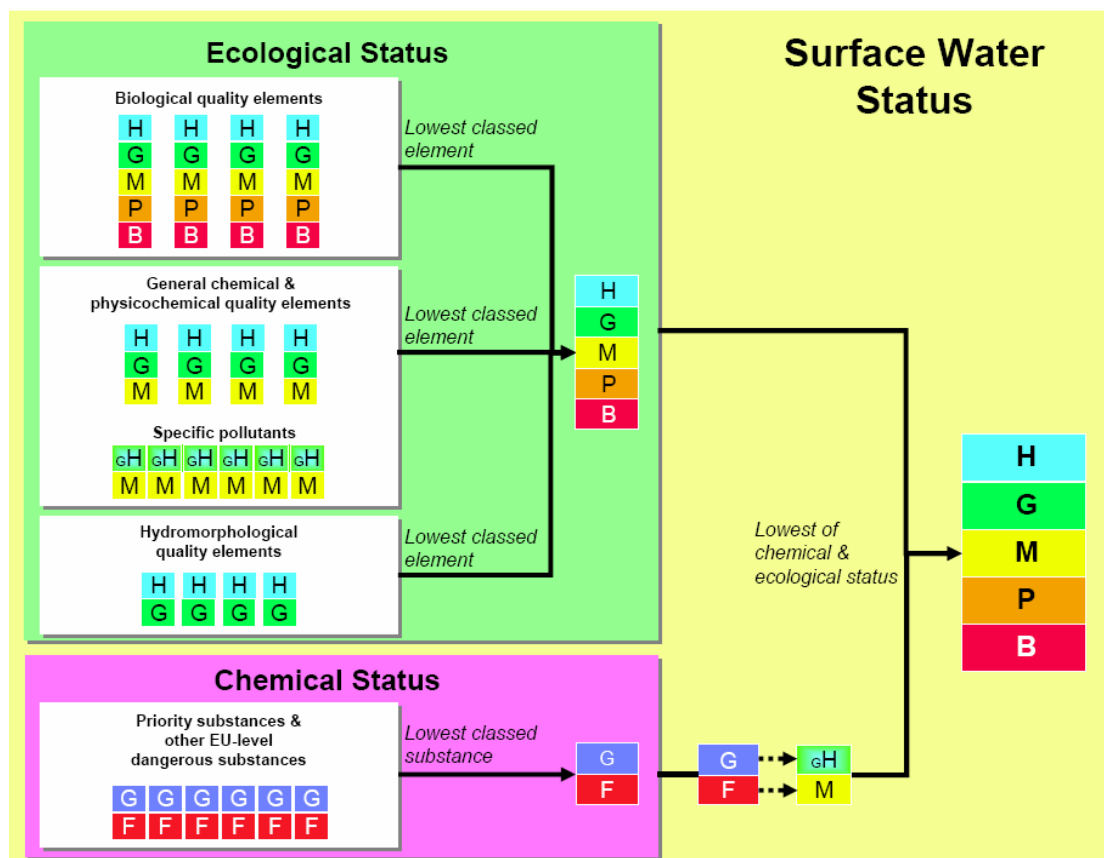 Ecological Status
Surface Water
Status
Biological quality elements
H H H H
G G G G
M M M M
P P P P
B B B B
Lowest classed
element
General chemical &
physicochemical quality elements
H H H H
G G G G
M M M M
Lowest classed
element
Specific pollutants
GH GH GH GH GH GH
M M M M M M
Hydromorphological
quality elements
H H H H
G G G G
Lowest classed
element
H
G
M
P
B
Lowest of
chemical &
ecological status
H
G
M
P
B
Chemical Status
Priority substances &
other EU-level
dangerous substances
G G G G G G
F F F F F F
Lowest classed
substance
G
F
G
F
GH
M